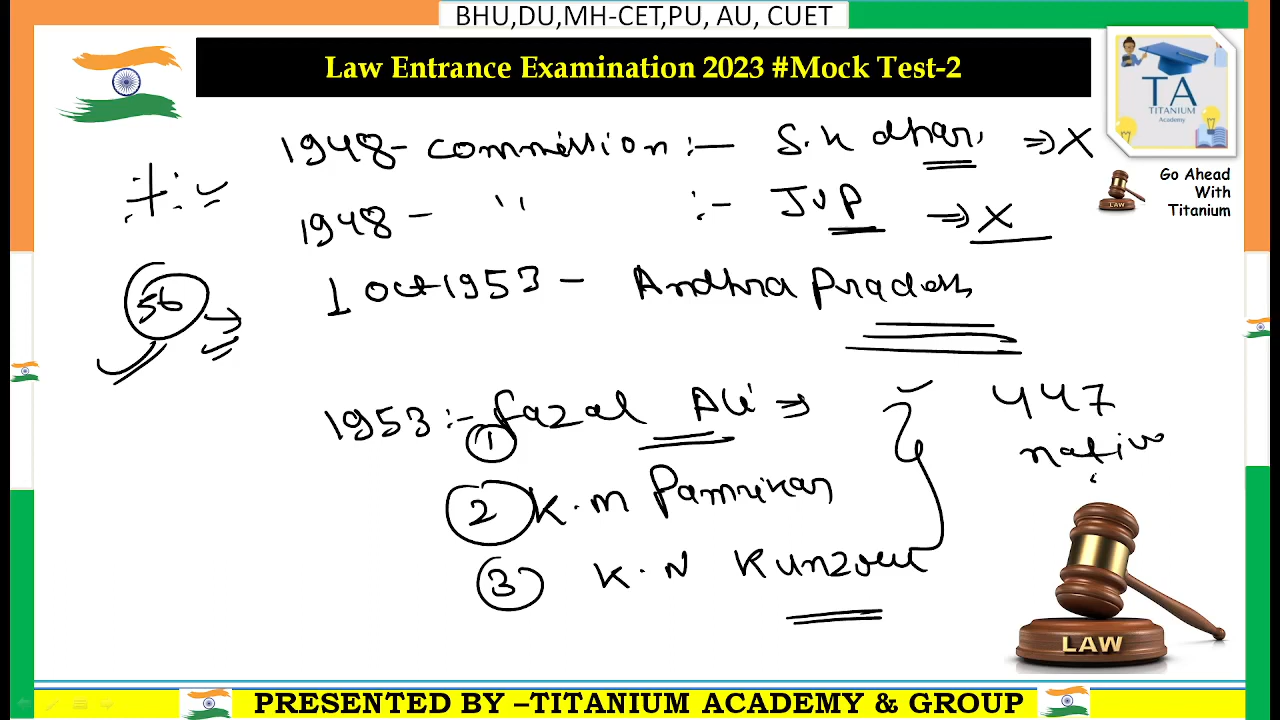 BHU,DU,MH-CET,PU, AU, CUET
Law Entrance Examination 2023 #Mock Test-2
TA
TITANIUM
Academy
Go Ahead
With
Titanium
LAW
1948- commission :- S.K dhar, ⇒ X
1948 - " :- JVP ⇒ X
56 →
1 Oct 1953 - Andhra Pradesh
1953 :- Fazal Ali ⇒
1
447
native
2 K.M Pannikar
3 K.N Kunzru
LAW
PRESENTED BY –TITANIUM ACADEMY & GROUP